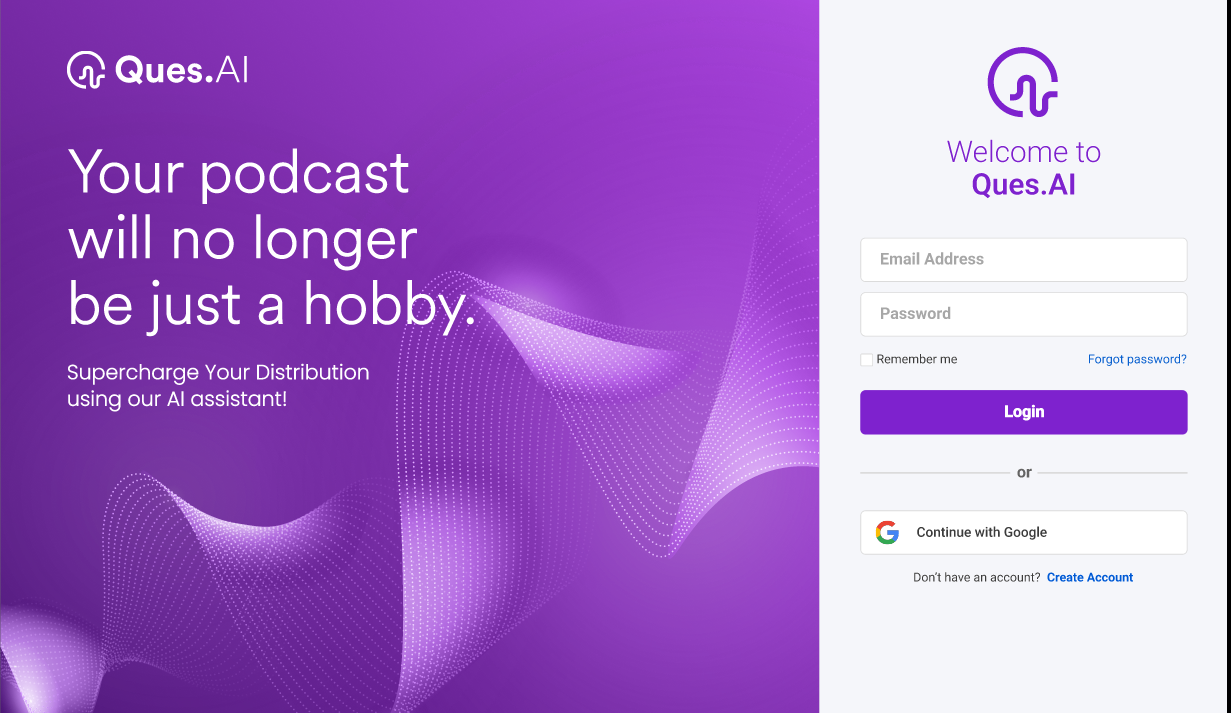 Ques.AI
Your podcast
will no longer
be just a hobby.
Supercharge Your Distribution
using our AI assistant!
Welcome to
Ques.AI
Email Address
Password
Remember me
Forgot password?
Login
or
Continue with Google
Don't have an account? Create Account